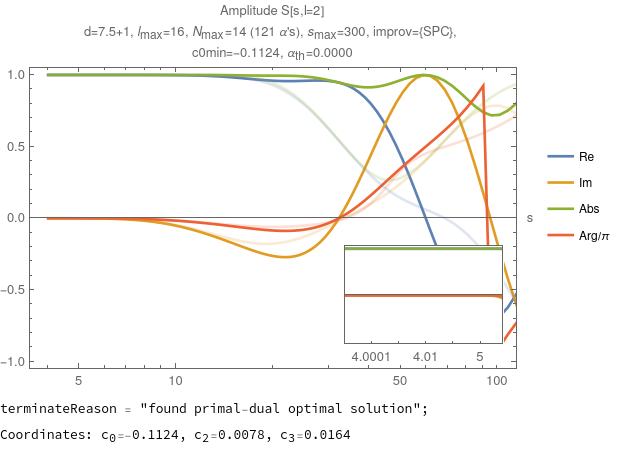 Amplitude S[s,l=2]
d=7.5+1, lmax=16, Nmax=14 (121 α's), smax=300, improv={SPC},
c0min=-0.1124, αth=0.0000
1.0
0.5
0.0
-0.5
-1.0
5
10
50
100
s
4.0001
4.01
5
Re
Im
Abs
Arg/π
terminateReason = "found primal-dual optimal solution";
Coordinates: c0=-0.1124, c2=0.0078, c3=0.0164